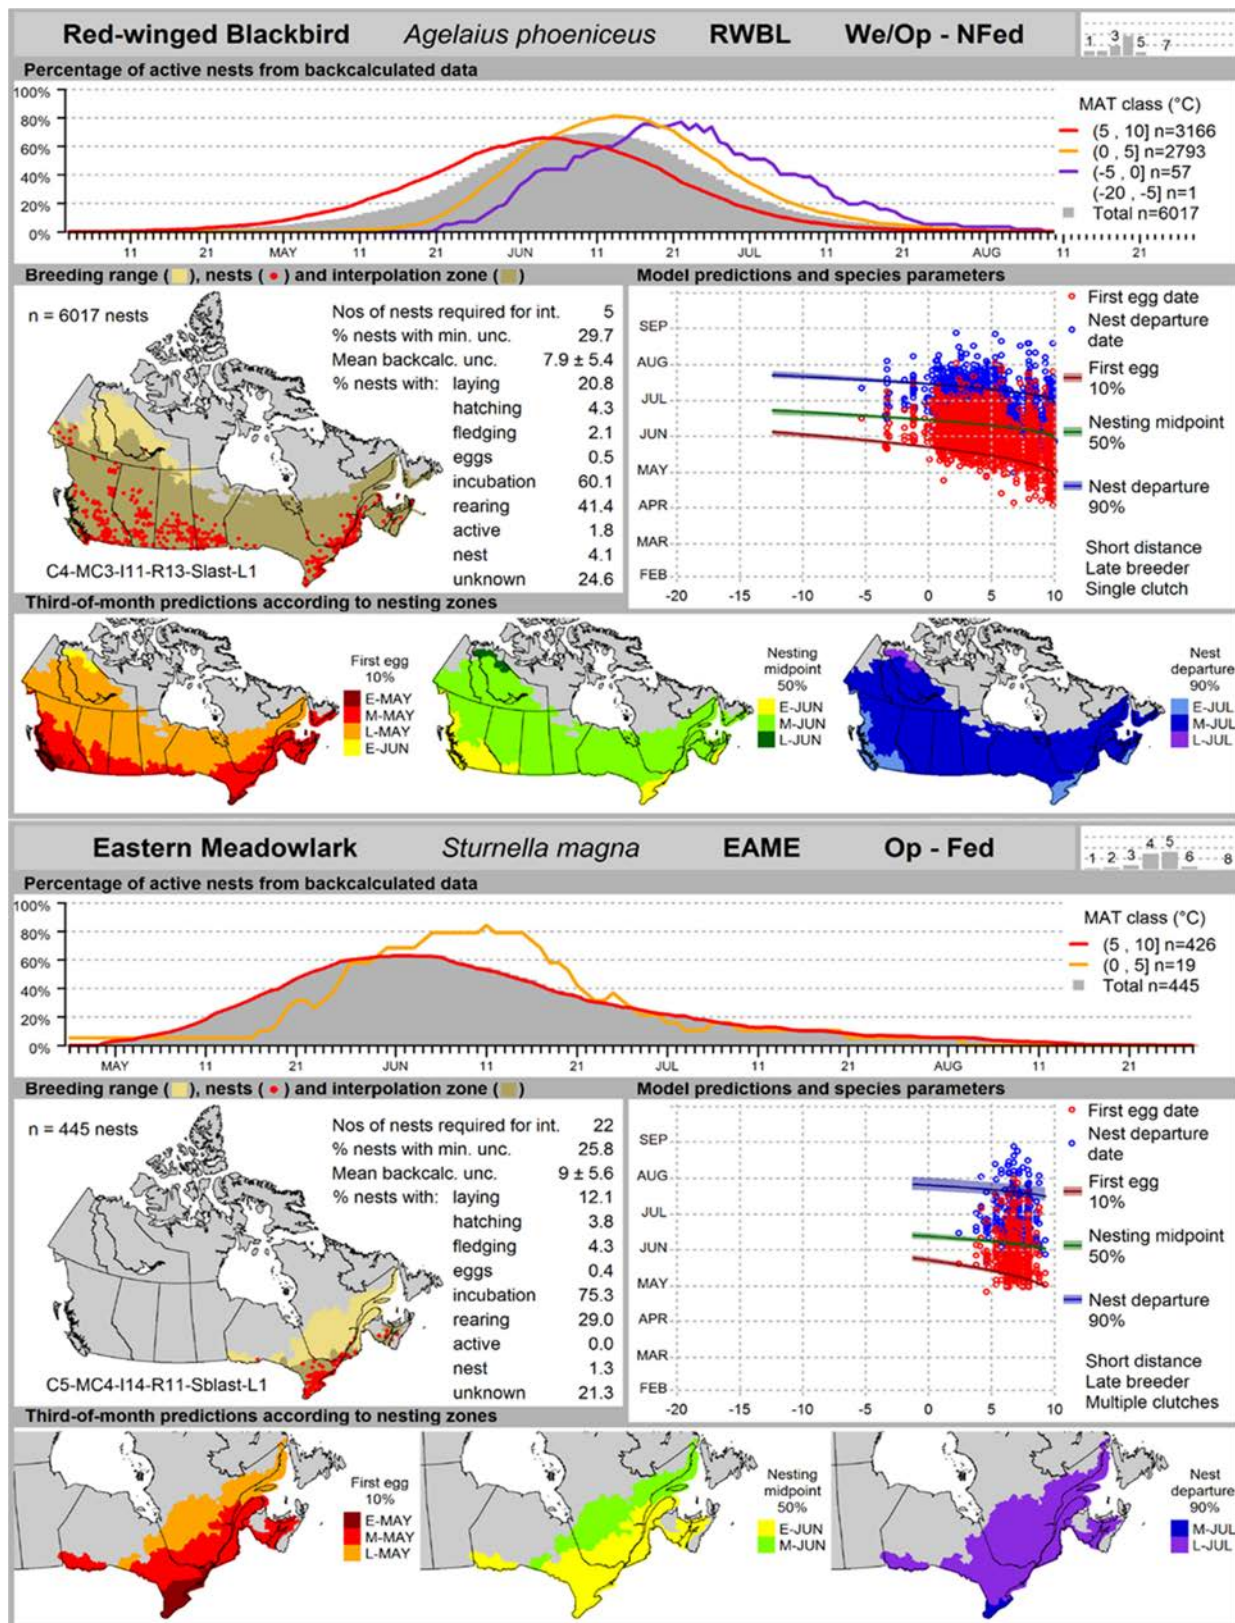 Red-winged Blackbird Agelaius phoeniceus RWBL We/Op - NFed
1 3 5 7
Percentage of active nests from backcalculated data
100%
80%
60%
40%
20%
0%
11 21 MAY 11 21 JUN 11 21 JUL 11 21 AUG 11 21
MAT class (°C)
(5 , 10] n=3166
(0 , 5] n=2793
(-5 , 0] n=57
(-20 , -5] n=1
Total n=6017
Breeding range ( ), nests ( ) and interpolation zone ( )
n = 6017 nests
C4-MC3-I11-R13-Slast-L1
Nos of nests required for int. 5
% nests with min. unc. 29.7
Mean backcalc. unc. 7.9 ± 5.4
% nests with: laying 20.8
hatching 4.3
fledging 2.1
eggs 0.5
incubation 60.1
rearing 41.4
active 1.8
nest 4.1
unknown 24.6
Model predictions and species parameters
SEP
AUG
JUL
JUN
MAY
APR
MAR
FEB
-20 -15 -10 -5 0 5 10
First egg date
Nest departure
date
First egg
10%
Nesting midpoint
50%
Nest departure
90%
Short distance
Late breeder
Single clutch
Third-of-month predictions according to nesting zones
First egg
10%
E-MAY
M-MAY
L-MAY
E-JUN
Nesting
midpoint
50%
E-JUN
M-JUN
L-JUN
Nest
departure
90%
E-JUL
M-JUL
L-JUL
Eastern Meadowlark Sturnella magna EAME Op - Fed
1 2 3 4 5 6 8
Percentage of active nests from backcalculated data
100%
80%
60%
40%
20%
0%
MAY 11 21 JUN 11 21 JUL 11 21 AUG 11 21
MAT class (°C)
(5 , 10] n=426
(0 , 5] n=19
Total n=445
Breeding range ( ), nests ( ) and interpolation zone ( )
n = 445 nests
C5-MC4-I14-R11-Sblast-L1
Nos of nests required for int. 22
% nests with min. unc. 25.8
Mean backcalc. unc. 9 ± 5.6
% nests with: laying 12.1
hatching 3.8
fledging 4.3
eggs 0.4
incubation 75.3
rearing 29.0
active 0.0
nest 1.3
unknown 21.3
Model predictions and species parameters
SEP
AUG
JUL
JUN
MAY
APR
MAR
FEB
-20 -15 -10 -5 0 5 10
First egg date
Nest departure
date
First egg
10%
Nesting midpoint
50%
Nest departure
90%
Short distance
Late breeder
Multiple clutches
Third-of-month predictions according to nesting zones
First egg
10%
E-MAY
M-MAY
L-MAY
Nesting
midpoint
50%
E-JUN
M-JUN
Nest
departure
90%
M-JUL
L-JUL